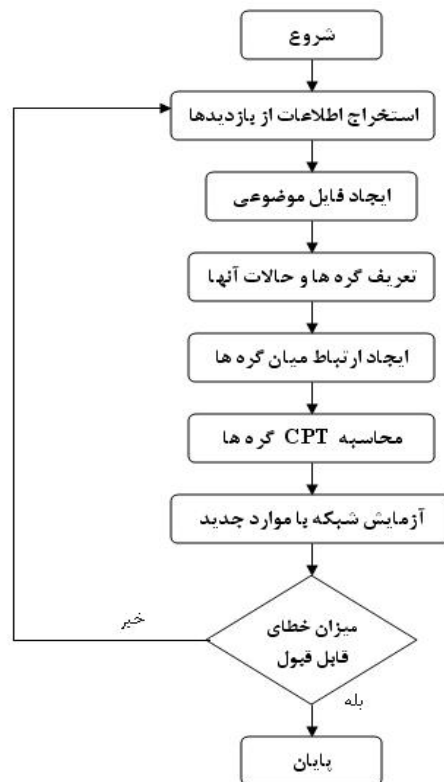 شروع
استخراج اطلاعات از بازدیدها
ایجاد فایل موضوعی
تعریف گره ها و حالات آنها
ایجاد ارتباط میان گره ها
محاسبه CPT گره ها
آزمایش شبکه با موارد جدید
میزان خطای
قابل قبول
خیر
بله
پایان